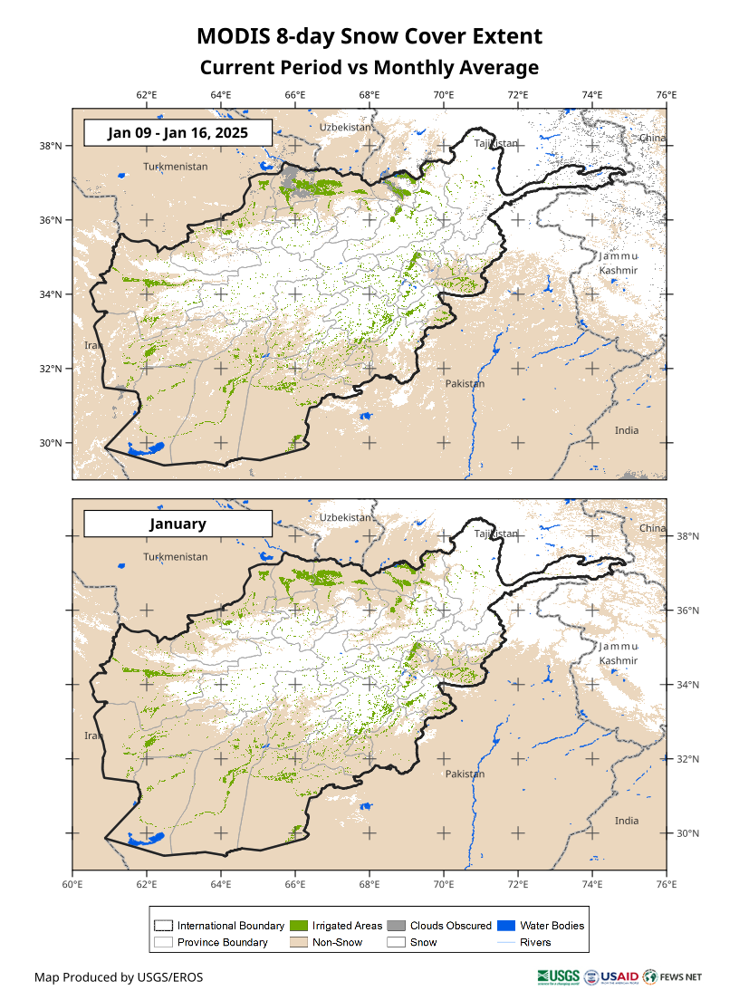 MODIS 8-day Snow Cover Extent
Current Period vs Monthly Average
62°E 64°E 66°E 68°E 70°E 72°E 74°E 76°E
Jan 09 - Jan 16, 2025
Uzbekistan
Tajikistan
China
38°N
Turkmenistan
36°N
Jammu
Kashmir
34°N
Iran
32°N
Pakistan
India
30°N
January
Uzbekistan
Tajikistan
China
38°N
Turkmenistan
36°N
Jammu
Kashmir
34°N
Iran
32°N
Pakistan
India
30°N
60°E 62°E 64°E 66°E 68°E 70°E 72°E 74°E 76°E
International Boundary Irrigated Areas Clouds Obscured Water Bodies
Province Boundary Non-Snow Snow Rivers
Map Produced by USGS/EROS
USGS USAID FEWS NET